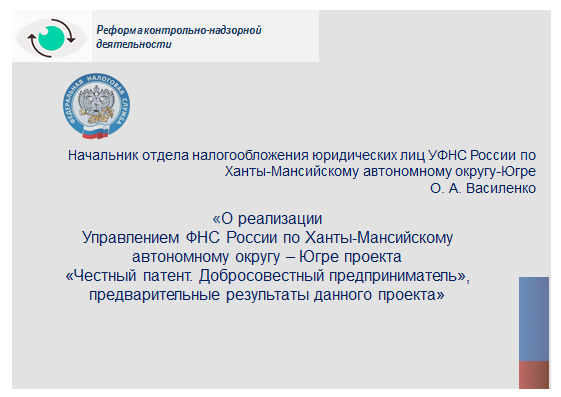 Реформа контрольно-надзорной
деятельности
ФЕДЕРАЛЬНАЯ НАЛОГОВАЯ СЛУЖБА
Начальник отдела налогообложения юридических лиц УФНС России по
Ханты-Мансийскому автономному округу-Югре
О. А. Василенко
«О реализации
Управлением ФНС России по Ханты-Мансийскому
автономному округу – Югре проекта
«Честный патент. Добросовестный предприниматель»,
предварительные результаты данного проекта»